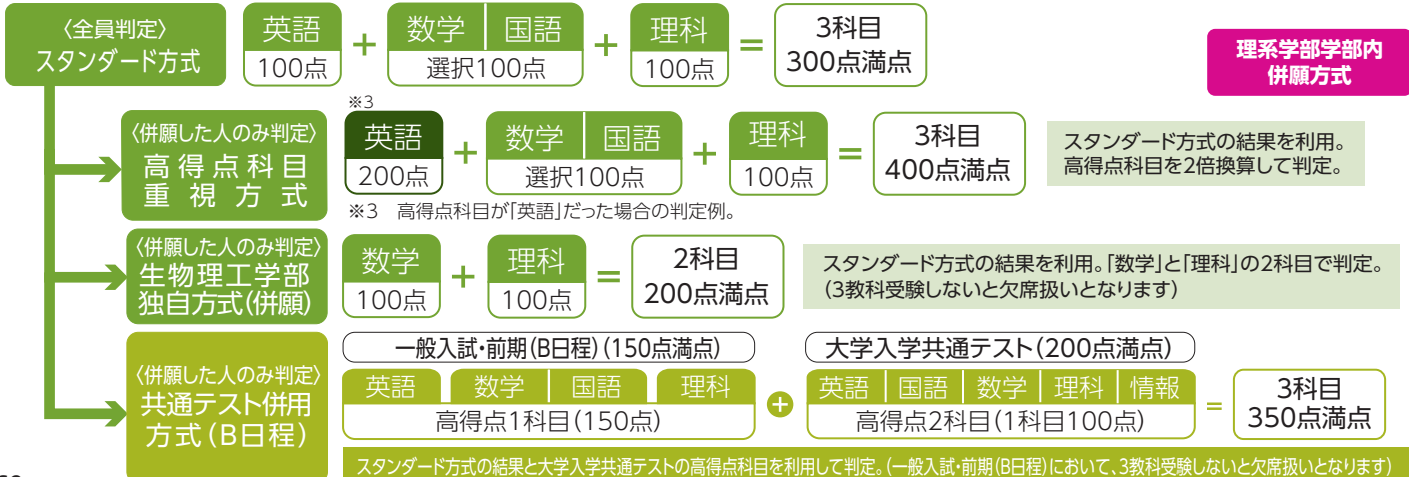 〈全員判定〉
スタンダード方式
英語 + 数学 国語 + 理科 = 3科目
100点 選択100点 100点 300点満点
理系学部学部内
併願方式
※3
〈併願した人のみ判定〉
高得点科目
重視方式
英語 + 数学 国語 + 理科 = 3科目
200点 選択100点 100点 400点満点
スタンダード方式の結果を利用。
高得点科目を2倍換算して判定。
※3 高得点科目が「英語」だった場合の判定例。
〈併願した人のみ判定〉
生物理工学部
独自方式(併願)
数学 + 理科 = 2科目
100点 100点 200点満点
スタンダード方式の結果を利用。「数学」と「理科」の2科目で判定。
(3教科受験しないと欠席扱いとなります)
〈併願した人のみ判定〉
共通テスト併用
方式(B日程)
一般入試・前期(B日程)(150点満点)
英語 数学 国語 理科
高得点1科目(150点)
+
大学入学共通テスト(200点満点)
英語 国語 数学 理科 情報
高得点2科目(1科目100点)
= 3科目
350点満点
スタンダード方式の結果と大学入学共通テストの高得点科目を利用して判定。(一般入試・前期(B日程)において、3教科受験しないと欠席扱いとなります)